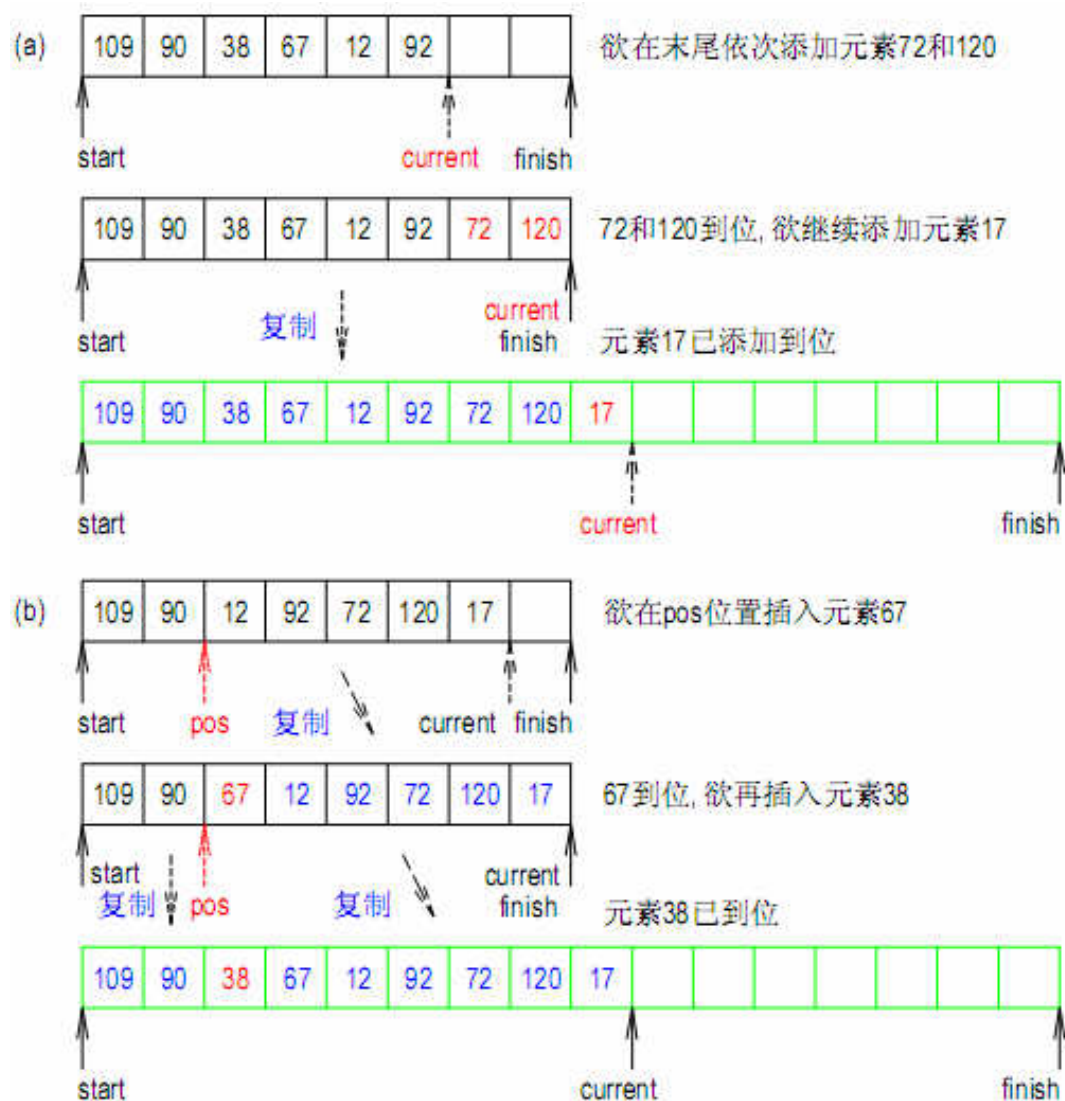 (a) 109 90 38 67 12 92 欲在末尾依次添加元素72和120
start current finish
109 90 38 67 12 92 72 120 72和120到位, 欲继续添加元素17
current
start 复制 finish 元素17已添加到位
109 90 38 67 12 92 72 120 17
start current finish
(b) 109 90 12 92 72 120 17 欲在pos位置插入元素67
start pos 复制 current finish
109 90 67 12 92 72 120 17 67到位, 欲再插入元素38
start current
复制 pos 复制 finish 元素38已到位
109 90 38 67 12 92 72 120 17
start current finish